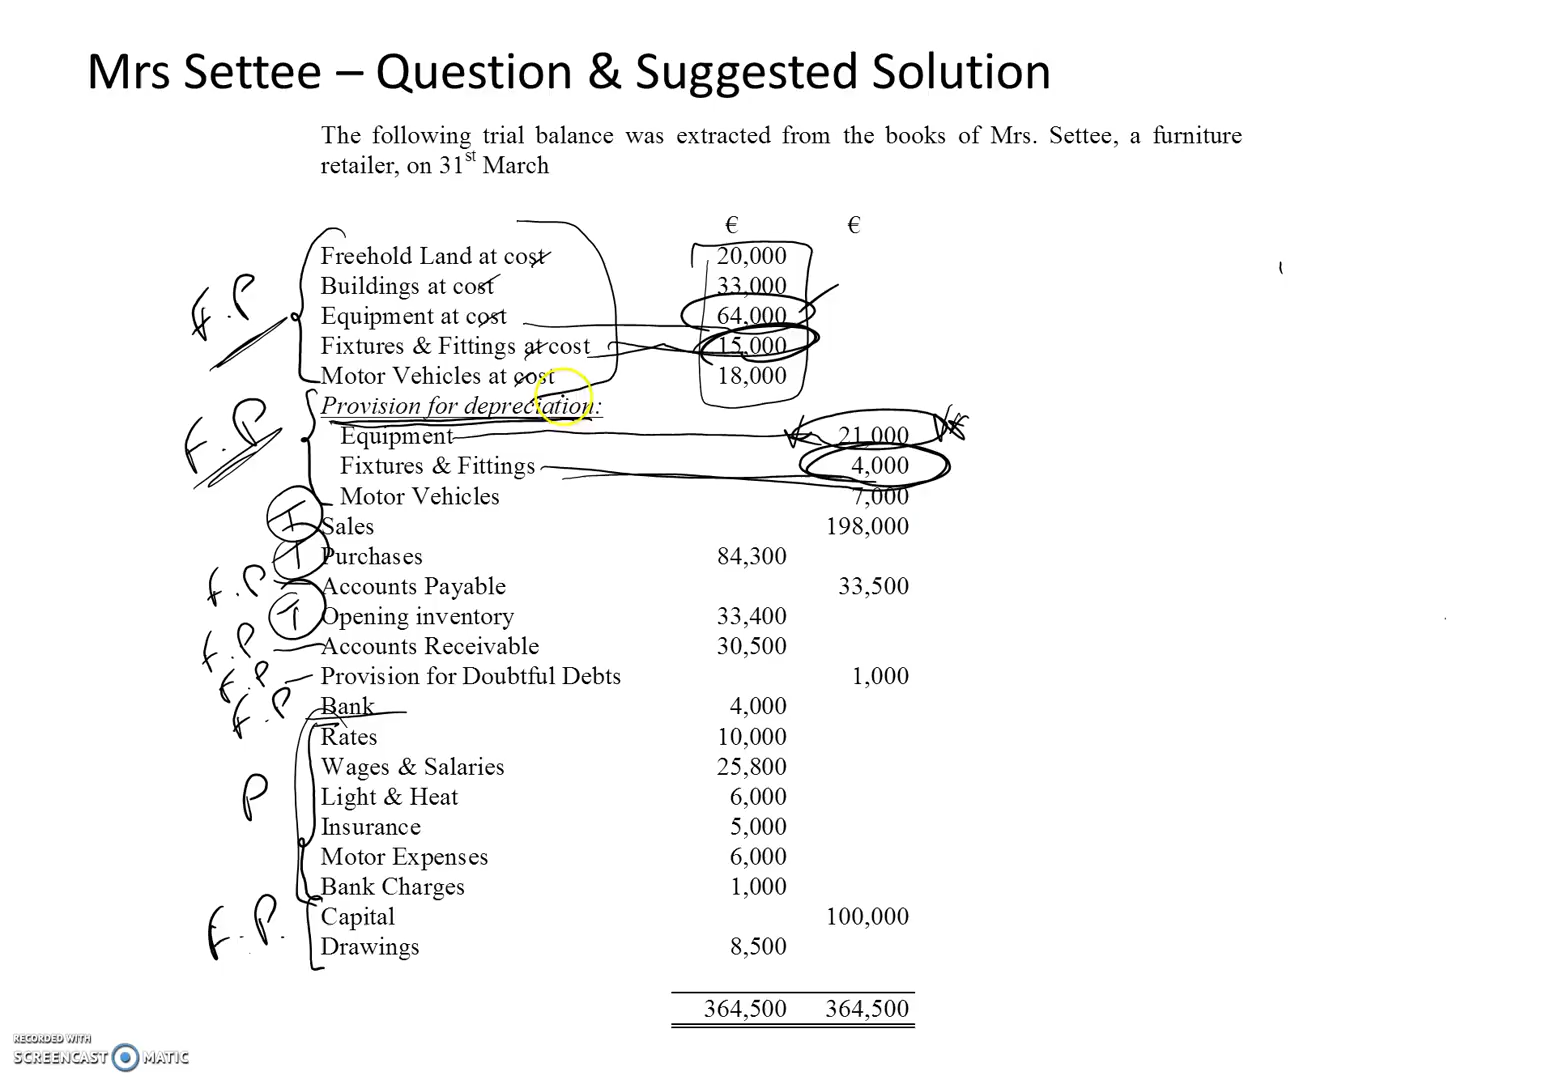 Mrs Settee – Question & Suggested Solution
The following trial balance was extracted from the books of Mrs. Settee, a furniture
retailer, on 31st March
€ €
Freehold Land at cost 20,000
Buildings at cost 33,000
F.P Equipment at cost 64,000
Fixtures & Fittings at cost 15,000
Motor Vehicles at cost 18,000
Provision for depreciation:
F.P Equipment 21,000
Fixtures & Fittings 4,000
Motor Vehicles 7,000
T Sales 198,000
T Purchases 84,300
F.P Accounts Payable 33,500
T Opening inventory 33,400
F.P Accounts Receivable 30,500
F.P Provision for Doubtful Debts 1,000
F.P Bank 4,000
Rates 10,000
Wages & Salaries 25,800
P Light & Heat 6,000
Insurance 5,000
Motor Expenses 6,000
Bank Charges 1,000
F.P. Capital 100,000
Drawings 8,500
364,500 364,500
RECORDED WITH
SCREENCAST MATIC